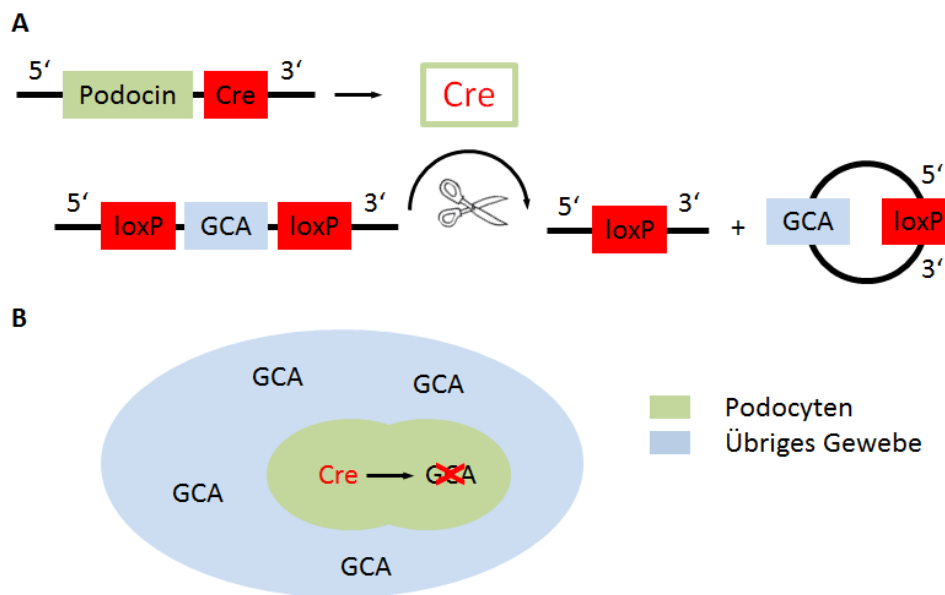 A
5‘ Podocin Cre 3‘ Cre
5‘ loxP GCA loxP 3‘ 5‘ loxP 3‘ + GCA 5‘ loxP 3‘
B
GCA GCA
Podocyten
Übriges Gewebe
Cre GCA
GCA
GCA